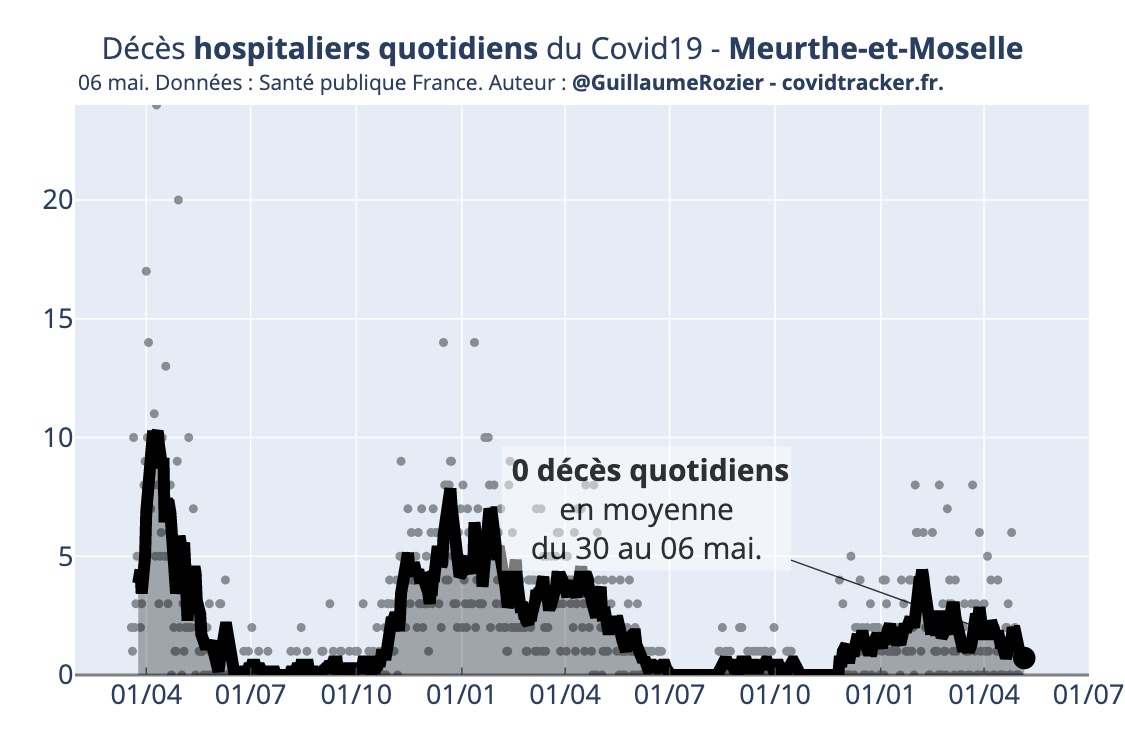 Décès hospitaliers quotidiens du Covid19 - Meurthe-et-Moselle
06 mai. Données : Santé publique France. Auteur : @GuillaumeRozier - covidtracker.fr.
20
15
10
5
0
0 décès quotidiens
en moyenne
du 30 au 06 mai.
01/04 01/07 01/10 01/01 01/04 01/07 01/10 01/01 01/04 01/07